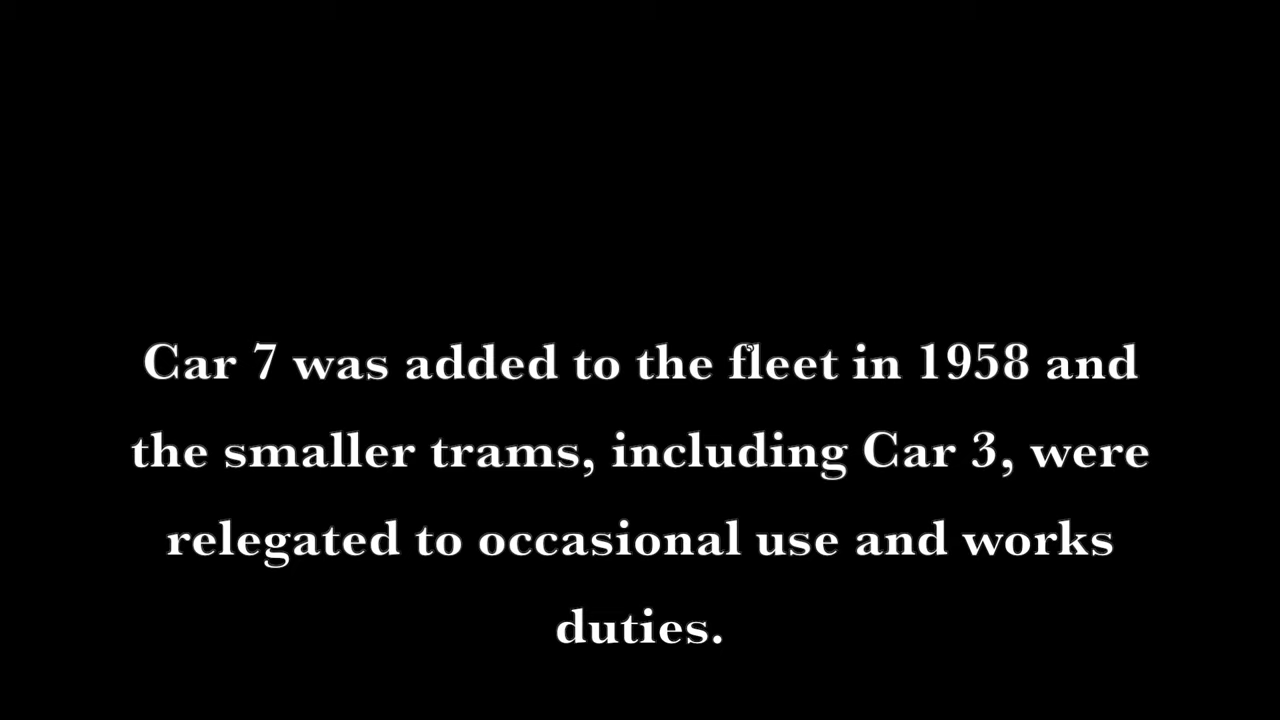 Car 7 was added to the fleet in 1958 and
the smaller trams, including Car 3, were
relegated to occasional use and works
duties.